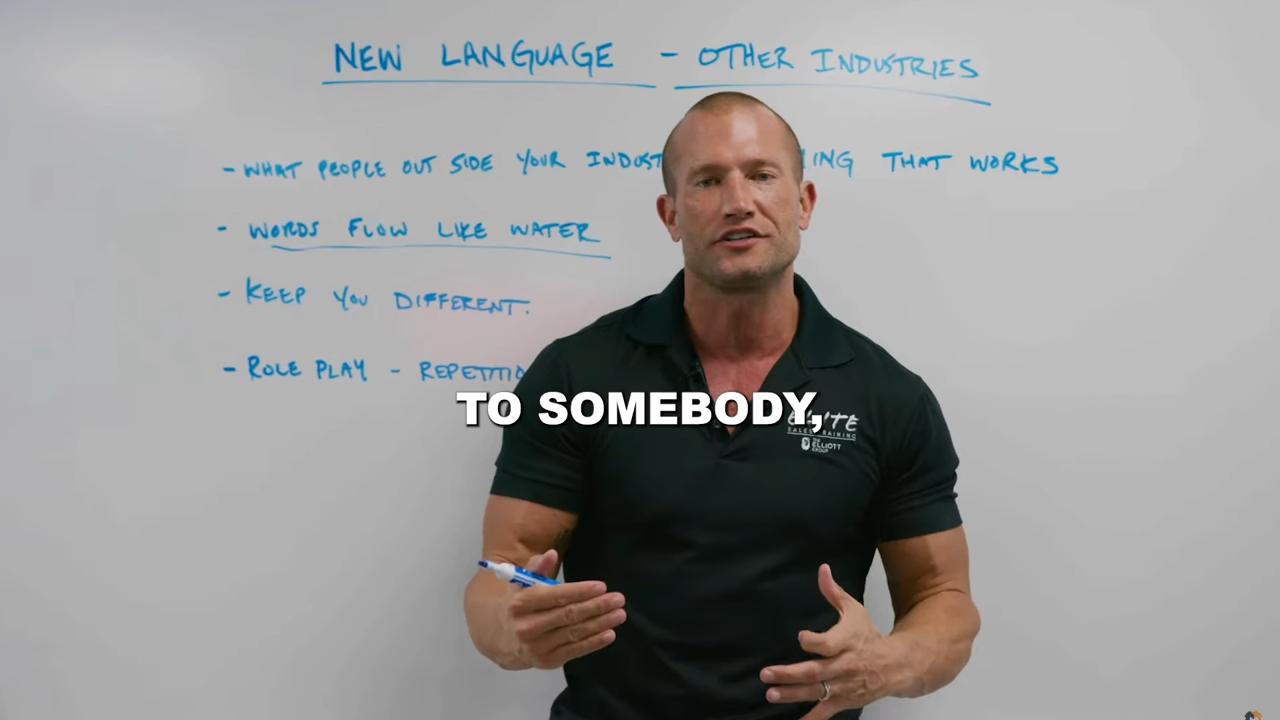 NEW LANGUAGE - OTHER INDUSTRIES
- WHAT PEOPLE OUT SIDE YOUR INDUST ING THAT WORKS
- WORDS FLOW LIKE WATER
- KEEP YOU DIFFERENT.
- ROLE PLAY - REPETITIO
TO SOMEBODY,
ELITE
SALES TRAINING
THE
ELLIOTT
GROUP